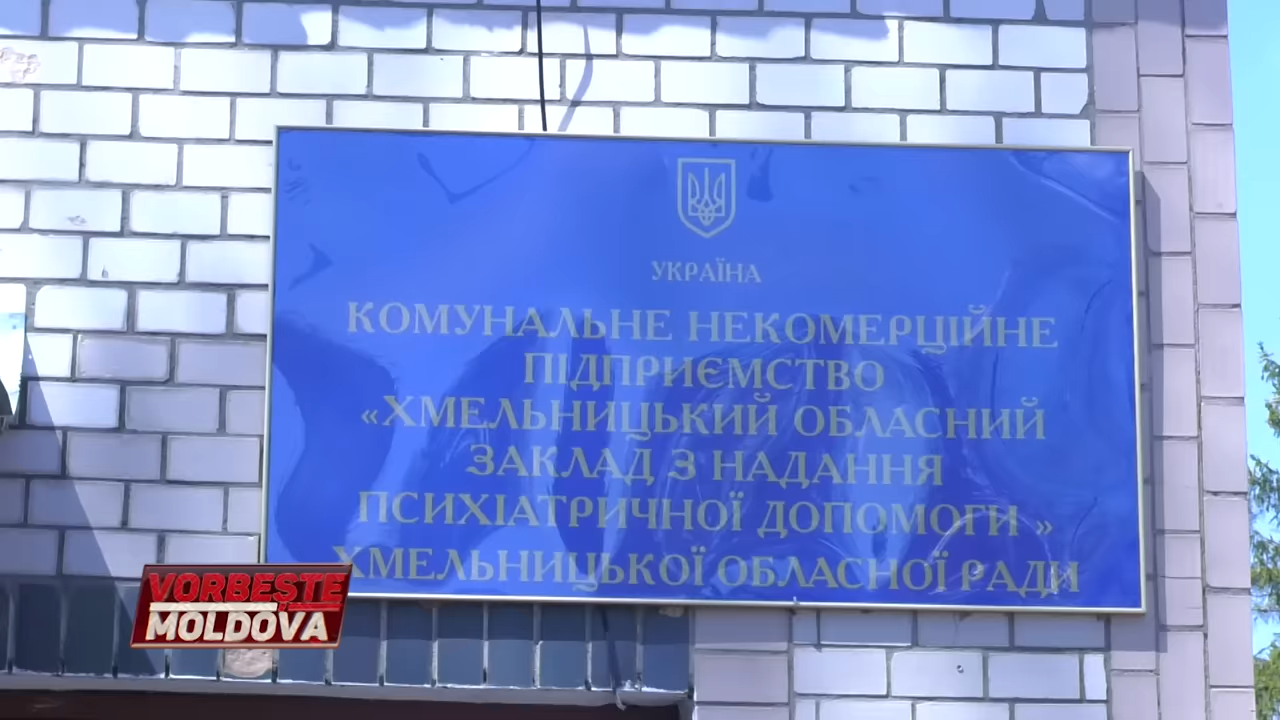 УКРАЇНА
КОМУНАЛЬНЕ НЕКОМЕРЦІЙНЕ
ПІДПРИЄМСТВО
«ХМЕЛЬНИЦЬКИЙ ОБЛАСНИЙ
ЗАКЛАД З НАДАННЯ
ПСИХІАТРИЧНОЇ ДОПОМОГИ »
ХМЕЛЬНИЦЬКОЇ ОБЛАСНОЇ РАДИ
VORBEȘTE
MOLDOVA